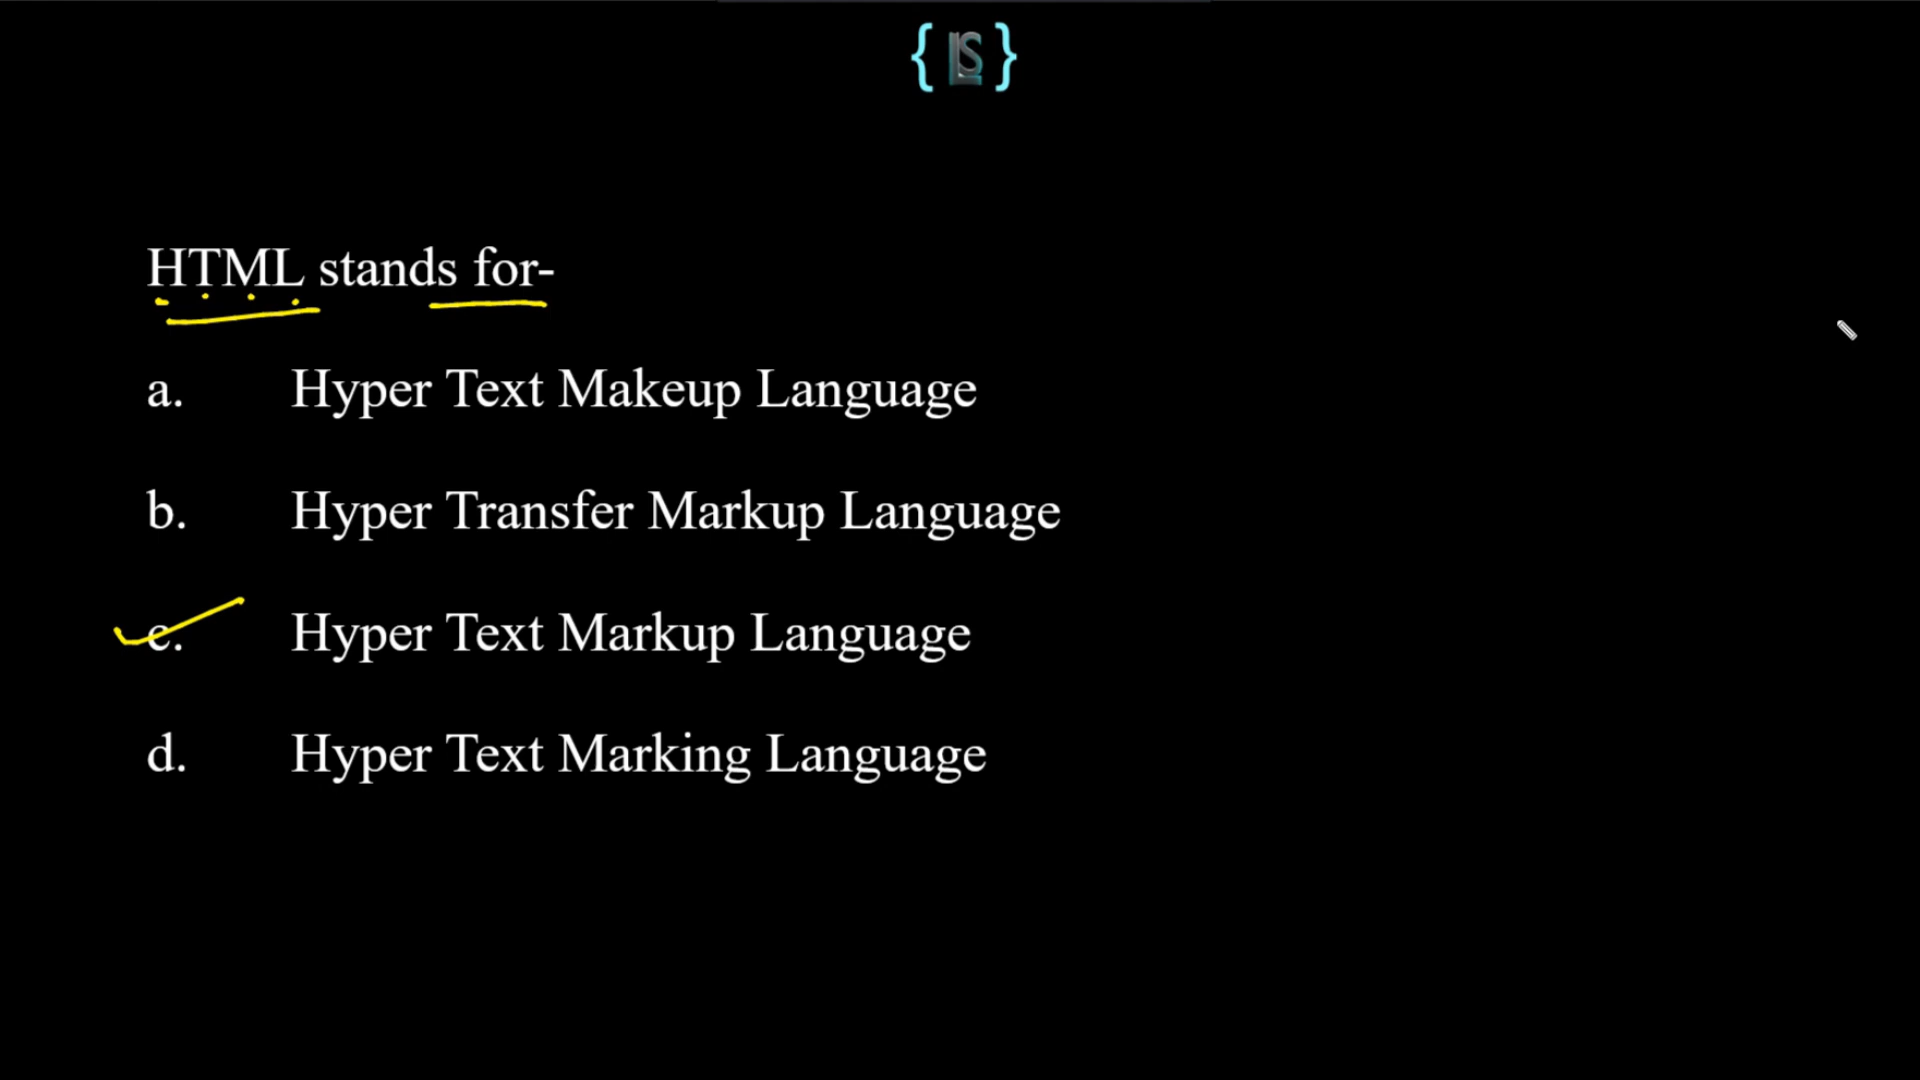 { LS }
HTML stands for-
a. Hyper Text Makeup Language
b. Hyper Transfer Markup Language
c. Hyper Text Markup Language
d. Hyper Text Marking Language